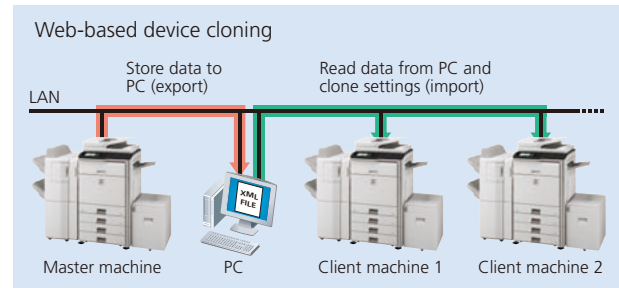 Web-based device cloning
Store data to
PC (export)
Read data from PC and
clone settings (import)
LAN
XML
FILE
Master machine
PC
Client machine 1
Client machine 2